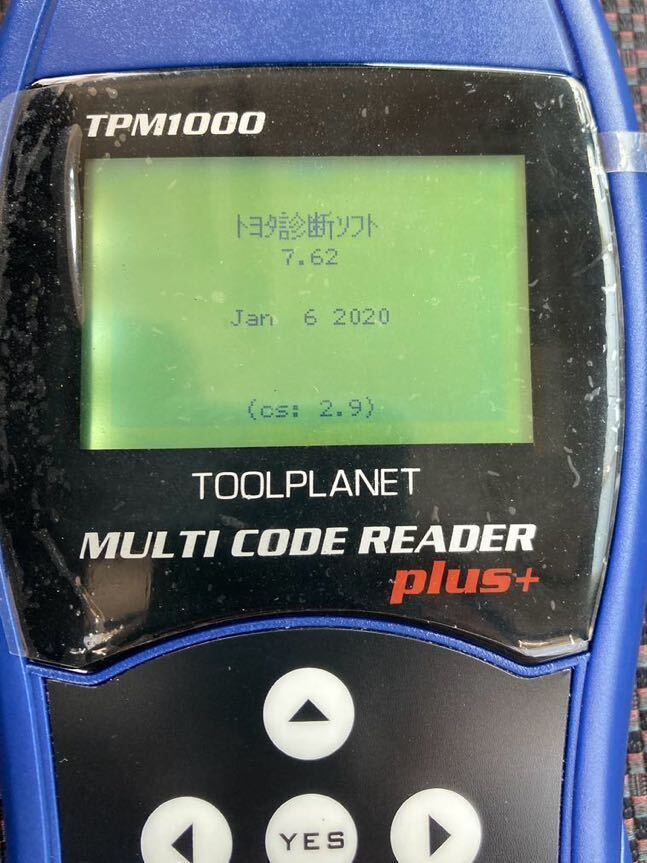 TPM1000
ﾄﾖﾀ診断ｿﾌﾄ
7.62
Jan  6 2020
(cs: 2.9)
TOOLPLANET
MULTI CODE READER
plus+
YES